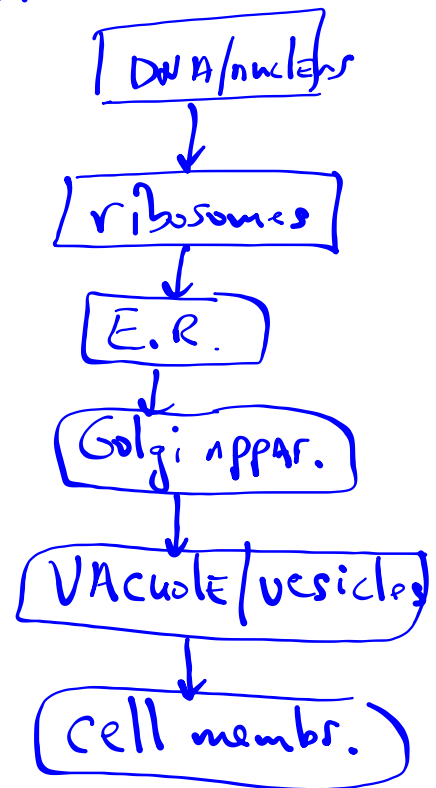 DNA/nucleus
ribosomes
E.R.
Golgi appar.
VACUOLE/vesicles
cell membr.